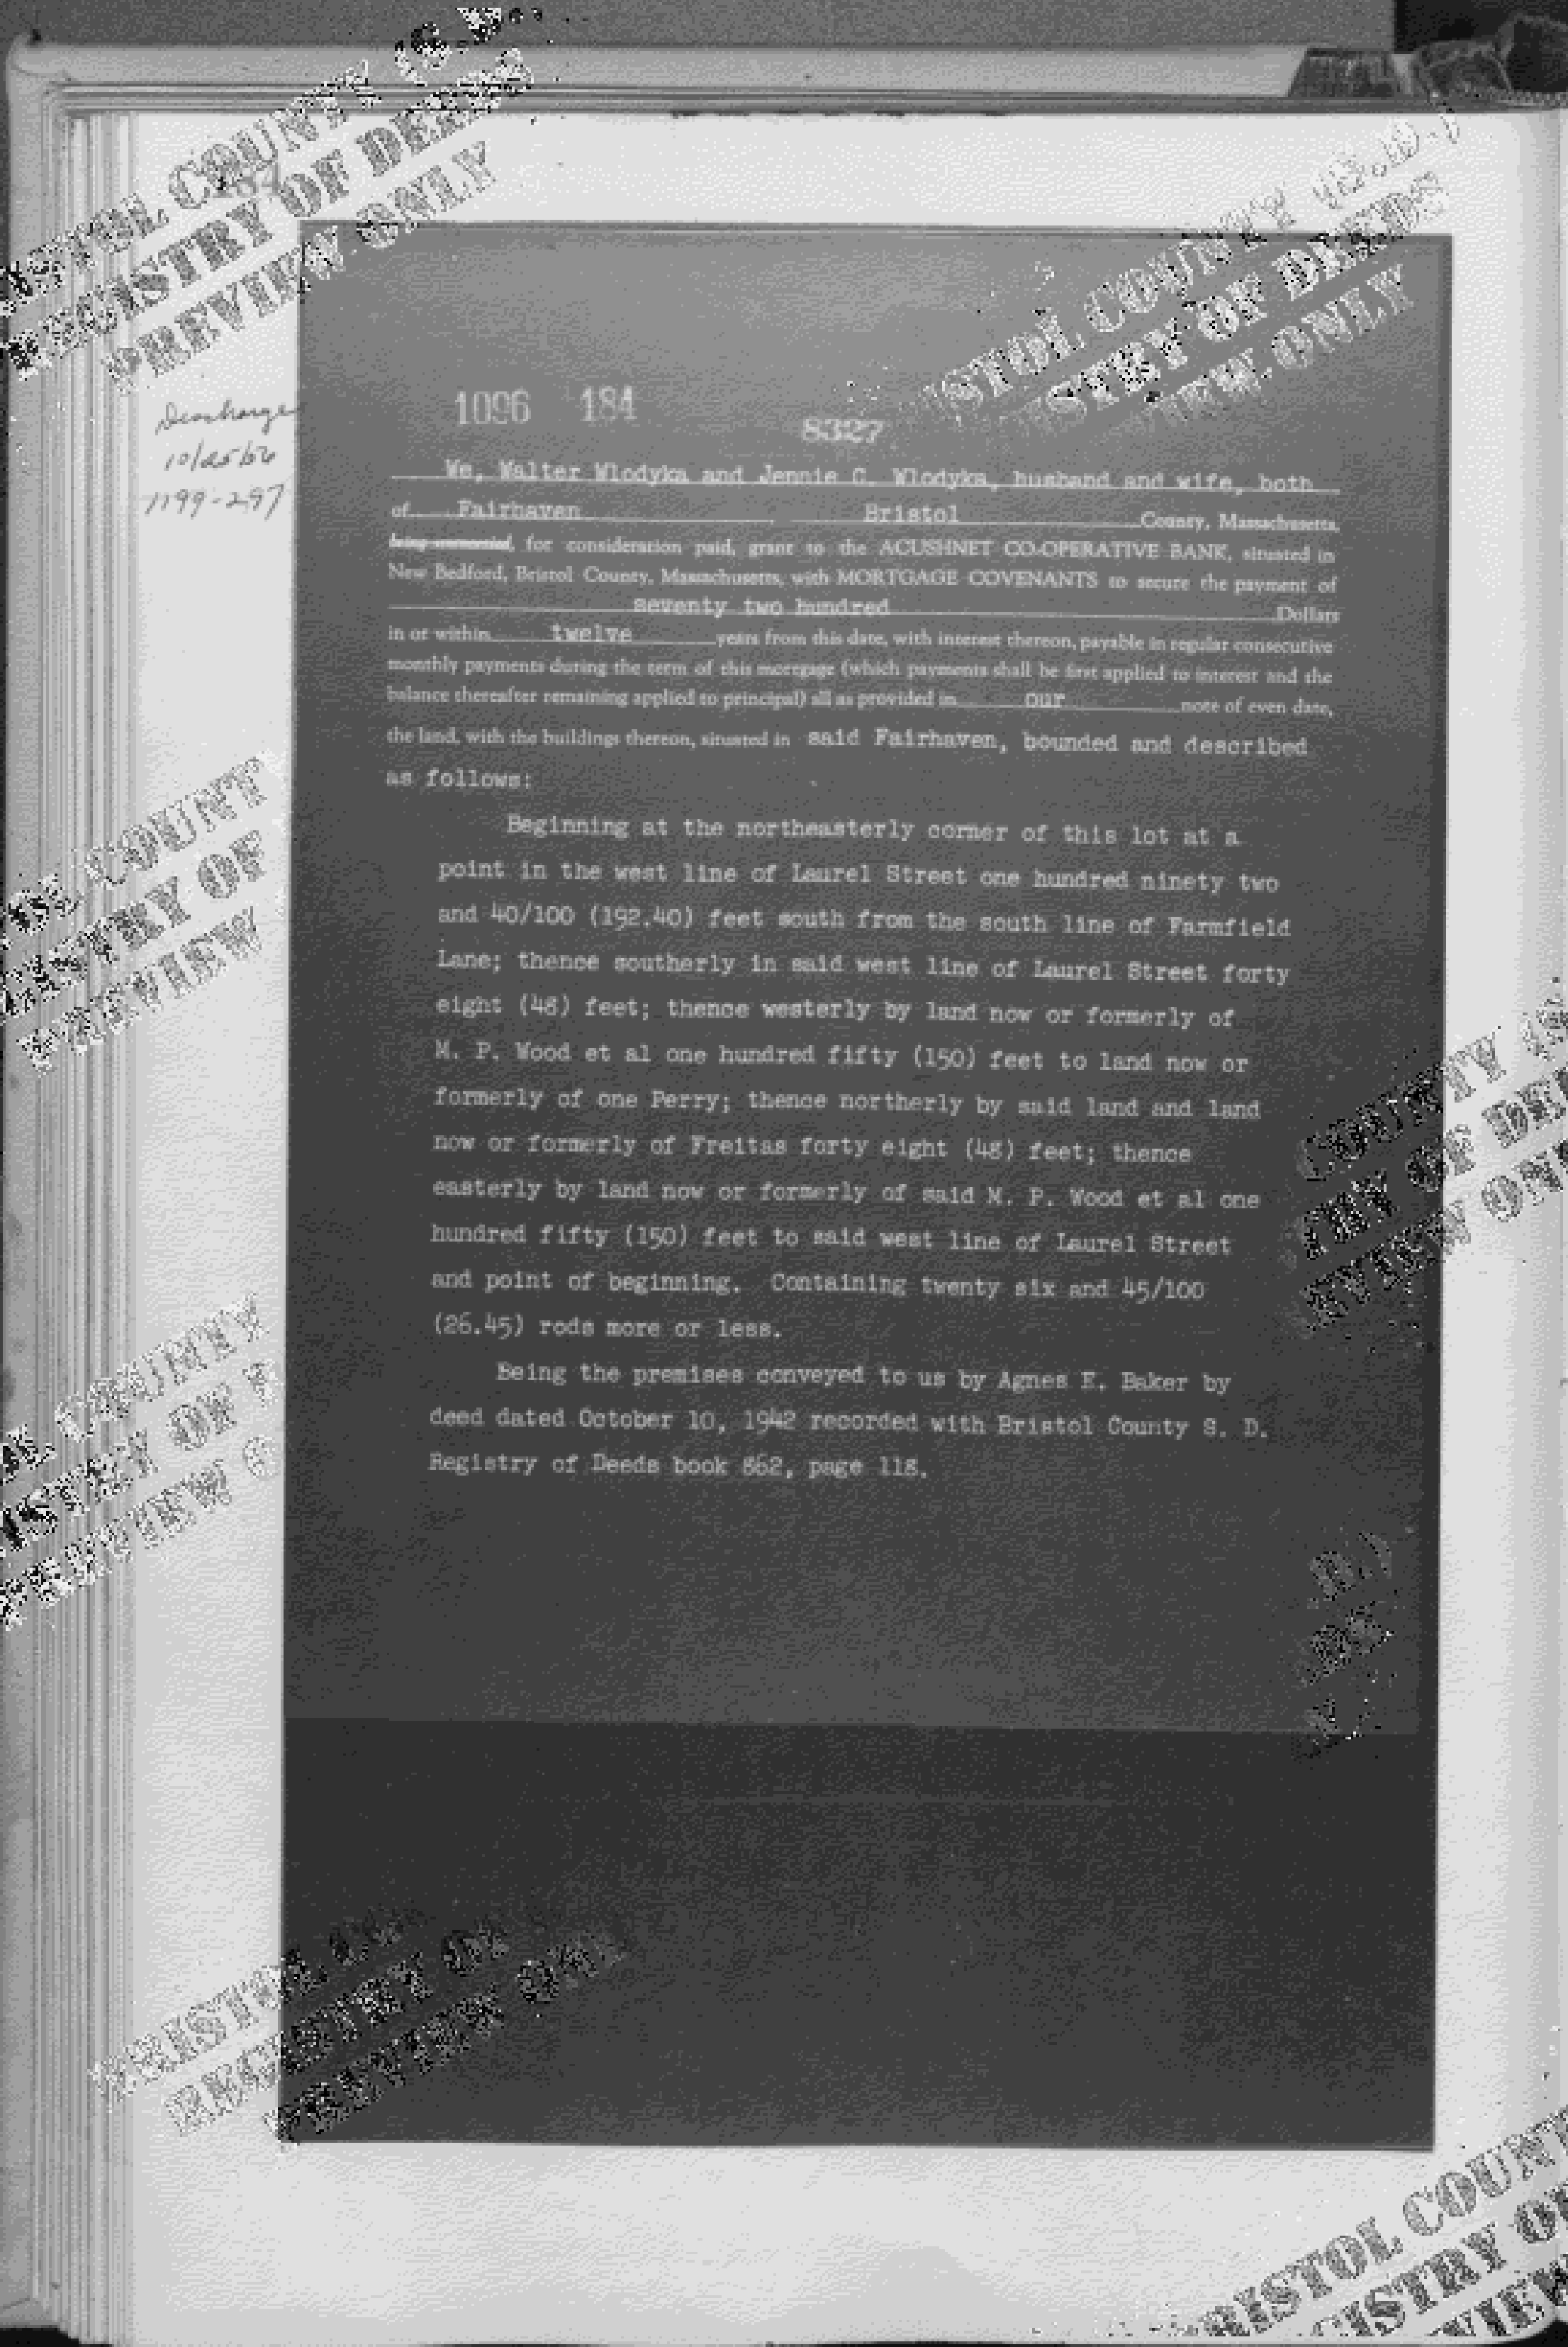 184
Discharge
10/25/56
1199-297
1096 184
8327
We, Walter Wlodyka and Jennie C. Wlodyka, husband and wife, both
of Fairhaven Bristol County, Massachusetts,
being unmarried, for consideration paid, grant to the ACUSHNET CO-OPERATIVE BANK, situated in
New Bedford, Bristol County, Massachusetts, with MORTGAGE COVENANTS to secure the payment of
seventy two hundred Dollars
in or within twelve years from this date, with interest thereon, payable in regular consecutive
monthly payments during the term of this mortgage (which payments shall be first applied to interest and the
balance thereafter remaining applied to principal) all as provided in our note of even date,
the land, with the buildings thereon, situated in said Fairhaven, bounded and described
as follows:
Beginning at the northeasterly corner of this lot at a
point in the west line of Laurel Street one hundred ninety two
and 40/100 (192.40) feet south from the south line of Farmfield
Lane; thence southerly in said west line of Laurel Street forty
eight (48) feet; thence westerly by land now or formerly of
M. P. Wood et al one hundred fifty (150) feet to land now or
formerly of one Perry; thence northerly by said land and land
now or formerly of Freitas forty eight (48) feet; thence
easterly by land now or formerly of said M. P. Wood et al one
hundred fifty (150) feet to said west line of Laurel Street
and point of beginning. Containing twenty six and 45/100
(26.45) rods more or less.
Being the premises conveyed to us by Agnes E. Baker by
deed dated October 10, 1942 recorded with Bristol County S. D.
Registry of Deeds book 862, page 118.